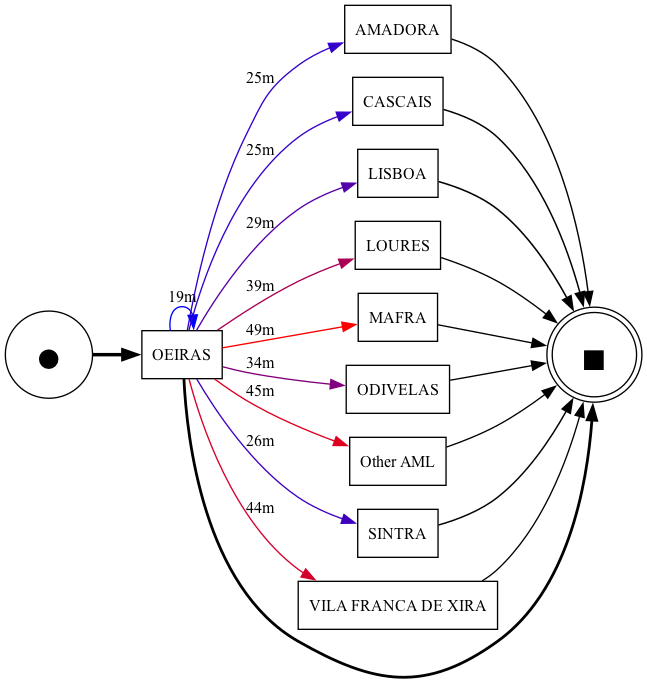 AMADORA
25m
CASCAIS
25m
LISBOA
29m
LOURES
39m
19m
MAFRA
49m
OEIRAS
34m
ODIVELAS
45m
Other AML
26m
SINTRA
44m
VILA FRANCA DE XIRA